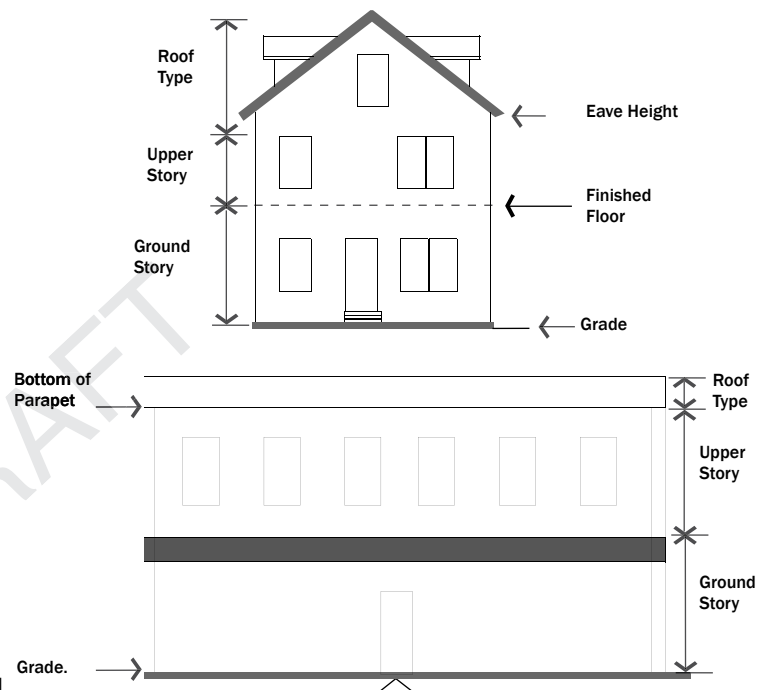 Roof
Type
Eave Height
Upper
Story
Finished
Floor
Ground
Story
Grade
Bottom of
Parapet
Roof
Type
Upper
Story
Ground
Story
Grade.
RAFT